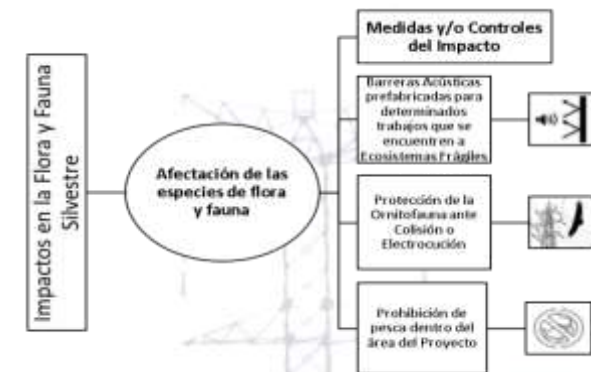 Impactos en la Flora y Fauna
Silvestre
Afectación de las
especies de flora
y fauna
Medidas y/o Controles
del Impacto
Barreras Acústicas
prefabricadas para
determinados
trabajos que se
encuentren a
Ecosistemas Frágiles
Protección de la
Ornitofauna ante
Colisión o
Electrocución
Prohibición de
pesca dentro del
área del Proyecto